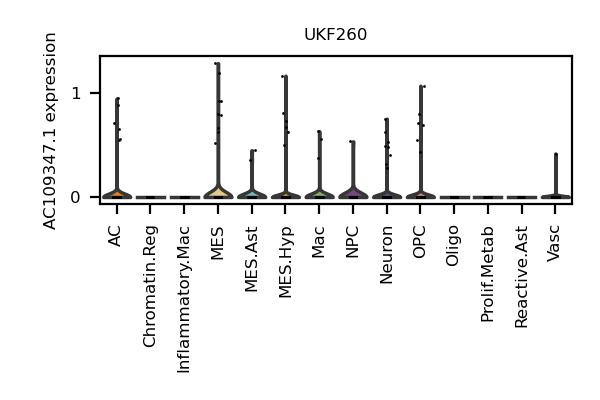 UKF260
AC109347.1 expression
1
0
AC
Chromatin.Reg
Inflammatory.Mac
MES
MES.Ast
MES.Hyp
Mac
NPC
Neuron
OPC
Oligo
Prolif.Metab
Reactive.Ast
Vasc